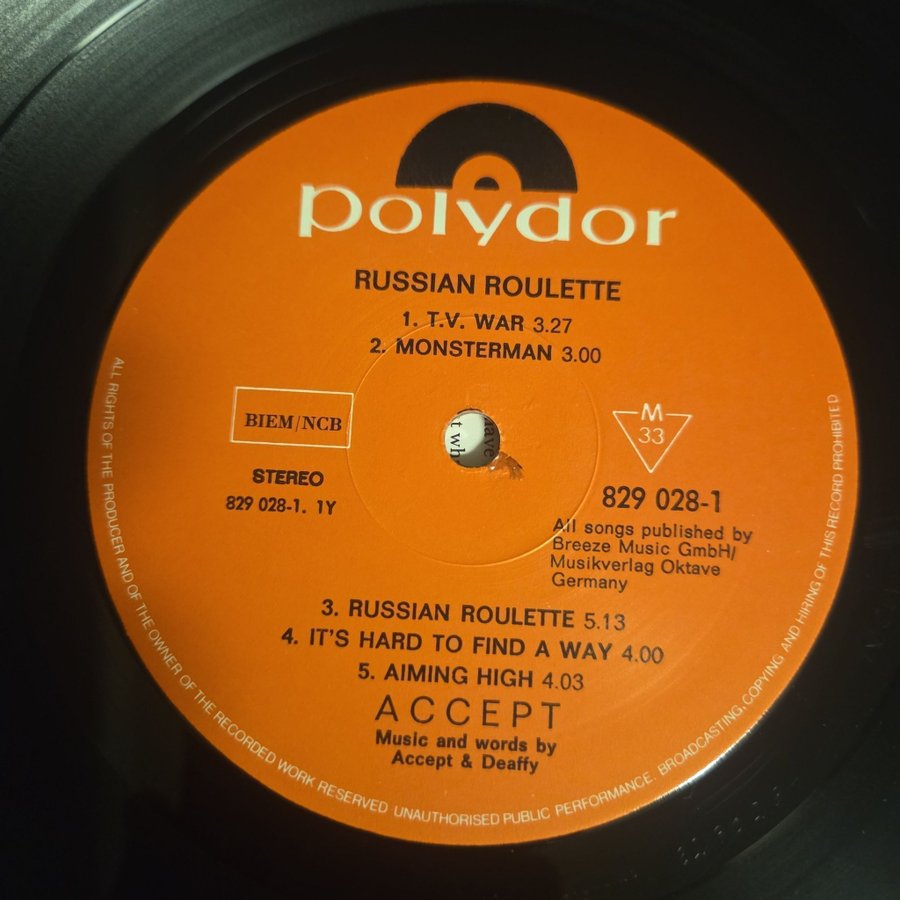 polydor
RUSSIAN ROULETTE
1. T.V. WAR 3.27
2. MONSTERMAN 3.00
BIEM/NCB
STEREO
829 028-1. 1Y
M
33
829 028-1
All songs published by
Breeze Music GmbH/
Musikverlag Oktave
Germany
3. RUSSIAN ROULETTE 5.13
4. IT'S HARD TO FIND A WAY 4.00
5. AIMING HIGH 4.03
ACCEPT
Music and words by
Accept & Deaffy
ALL RIGHTS OF THE PRODUCER AND OF THE OWNER OF THE RECORDED WORK RESERVED UNAUTHORISED PUBLIC PERFORMANCE. BROADCASTING, COPYING AND HIRING OF THIS RECORD PROHIBITED